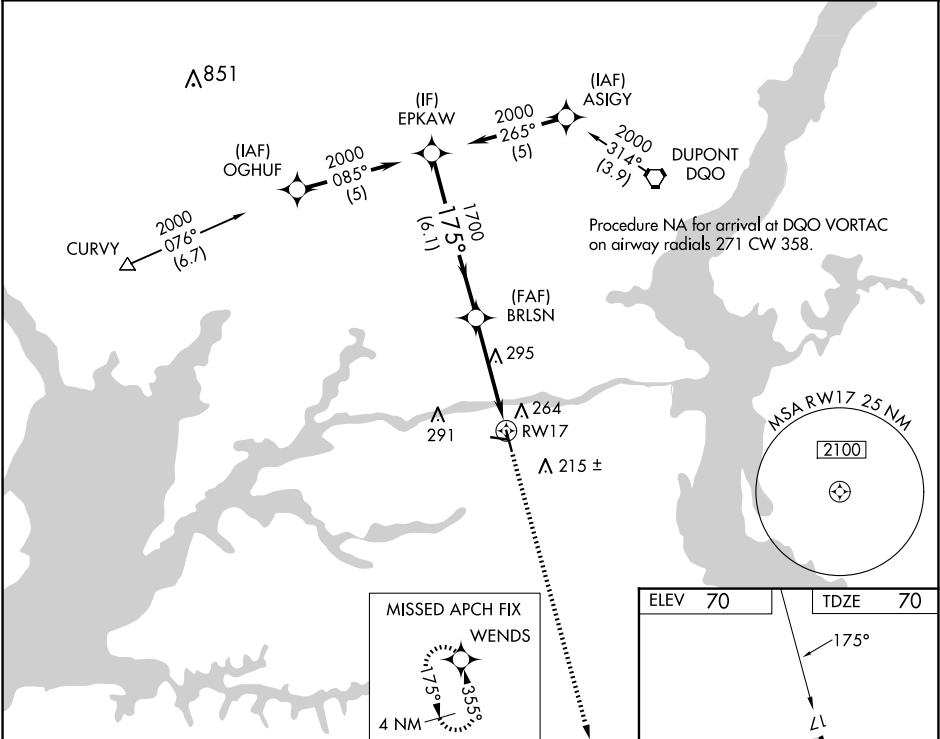 851
(IAF)
ASIGY
(IF)
EPKAW
2000
265°
(5)
2000
314°
(3.9)
DUPONT
DQO
(IAF)
OGHUF
2000
085°
(5)
CURVY
2000
076°
(6.7)
1700
175°
(6.1)
Procedure NA for arrival at DQO VORTAC
on airway radials 271 CW 358.
(FAF)
BRLSN
295
264
291
RW17
215 ±
MSA RW17 25 NM
2100
MISSED APCH FIX
WENDS
175°
355°
4 NM
ELEV 70
TDZE 70
175°
17